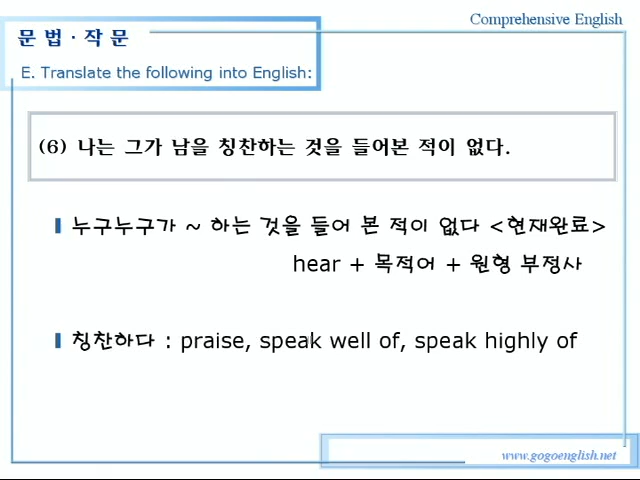 Comprehensive English
문 법 · 작 문
E. Translate the following into English:
(6) 나는 그가 남을 칭찬하는 것을 들어본 적이 없다.
누구누구가 ~ 하는 것을 들어 본 적이 없다 <현재완료>
hear + 목적어 + 원형 부정사
칭찬하다 : praise, speak well of, speak highly of
www.gogoenglish.net